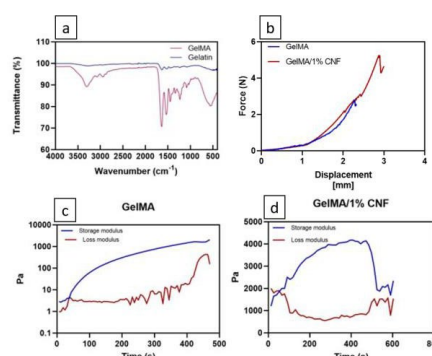 a
GelMA
Gelatin
110
100
90
80
70
60
4000 3500 3000 2500 2000 1500 1000 500
Transmittance (%)
Wavenumber (cm-1)
b
GelMA
GelMA/1% CNF
6
4
2
0
0 1 2 3 4
Force (N)
Displacement
[mm]
c
GelMA
Storage modulus
Loss modulus
10000
1000
100
10
1
0.1
0 100 200 300 400 500
Pa
Time (s)
d
GelMA/1% CNF
Storage modulus
Loss modulus
5000
4000
3000
2000
1000
0
0 200 400 600 800
Pa
Time (s)